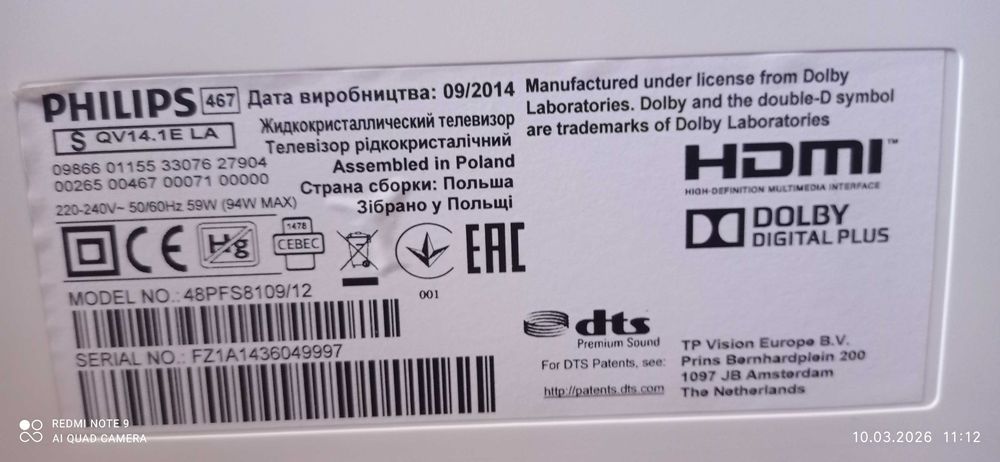 PHILIPS 467 Дата виробництва: 09/2014
S QV14.1E LA
09866 01155 33076 27904
00265 00467 00071 00000
220-240V~ 50/60Hz 59W (94W MAX)
Жидкокристаллический телевизор
Телевізор рідкокристалічний
Assembled in Poland
Страна сборки: Польша
Зібрано у Польщі
Hg
1478
СЕВЕС
001
EAC
MODEL NO.: 48PFS8109/12
SERIAL NO.: FZ1A1436049997
Manufactured under license from Dolby
Laboratories. Dolby and the double-D symbol
are trademarks of Dolby Laboratories
HDMI™
HIGH-DEFINITION MULTIMEDIA INTERFACE
DOLBY
DIGITAL PLUS
dts
Premium Sound
For DTS Patents, see:
http://patents.dts.com
TP Vision Europe B.V.
Prins Bernhardplein 200
1097 JB Amsterdam
The Netherlands
REDMI NOTE 9
AI QUAD CAMERA
10.03.2026 11:12